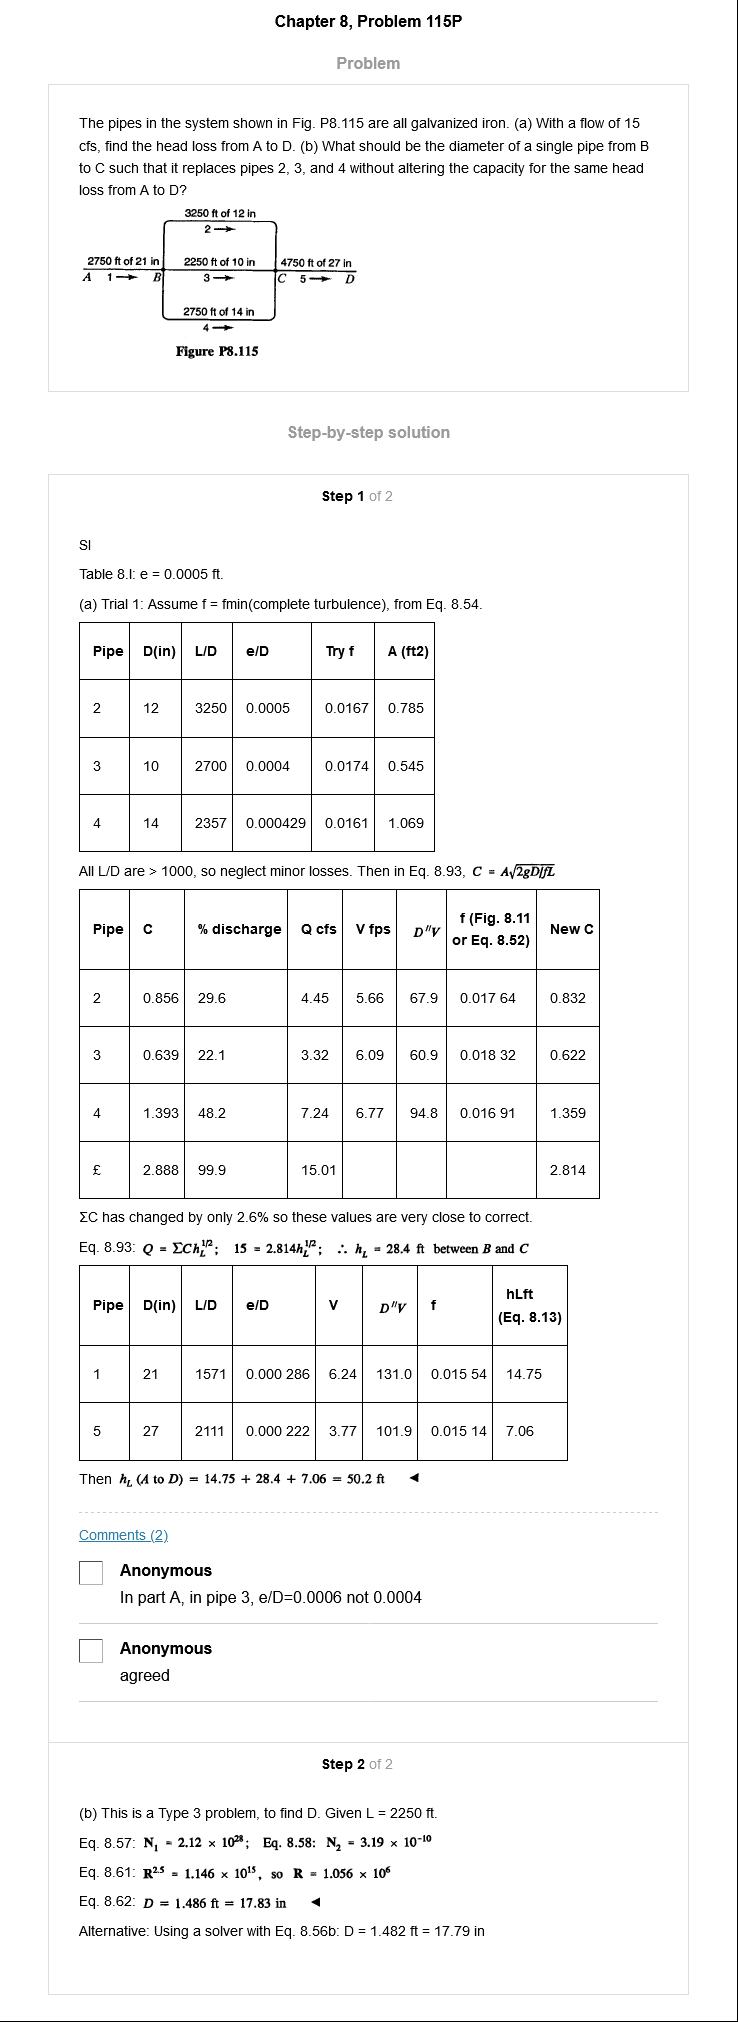 Chapter 8, Problem 115P
Problem
The pipes in the system shown in Fig. P8.115 are all galvanized iron. (a) With a flow of 15
cfs, find the head loss from A to D. (b) What should be the diameter of a single pipe from B
to C such that it replaces pipes 2, 3, and 4 without altering the capacity for the same head
loss from A to D?
3250 ft of 12 in
2 →
2750 ft of 21 in 2250 ft of 10 in 4750 ft of 27 in
A 1 → B 3 → C 5 → D
2750 ft of 14 in
4 →
Figure P8.115
Step-by-step solution
Step 1 of 2
SI
Table 8.I: e = 0.0005 ft.
(a) Trial 1: Assume f = fmin(complete turbulence), from Eq. 8.54.
Pipe D(in) L/D e/D Try f A (ft2)
2 12 3250 0.0005 0.0167 0.785
3 10 2700 0.0004 0.0174 0.545
4 14 2357 0.000429 0.0161 1.069
All L/D are > 1000, so neglect minor losses. Then in Eq. 8.93, C = A√2gD/fL
Pipe C % discharge Q cfs V fps D"V f (Fig. 8.11 or Eq. 8.52) New C
2 0.856 29.6 4.45 5.66 67.9 0.017 64 0.832
3 0.639 22.1 3.32 6.09 60.9 0.018 32 0.622
4 1.393 48.2 7.24 6.77 94.8 0.016 91 1.359
£ 2.888 99.9 15.01 2.814
ΣC has changed by only 2.6% so these values are very close to correct.
Eq. 8.93: Q = ΣCh_L^1/2; 15 = 2.814h_L^1/2; ∴ h_L = 28.4 ft between B and C
Pipe D(in) L/D e/D V D"V f hLft (Eq. 8.13)
1 21 1571 0.000 286 6.24 131.0 0.015 54 14.75
5 27 2111 0.000 222 3.77 101.9 0.015 14 7.06
Then h_L (A to D) = 14.75 + 28.4 + 7.06 = 50.2 ft ◄
Comments (2)
Anonymous
In part A, in pipe 3, e/D=0.0006 not 0.0004
Anonymous
agreed
Step 2 of 2
(b) This is a Type 3 problem, to find D. Given L = 2250 ft.
Eq. 8.57: N₁ = 2.12 × 10²⁸; Eq. 8.58: N₂ = 3.19 × 10⁻¹⁰
Eq. 8.61: R^2.5 = 1.146 × 10¹⁵, so R = 1.056 × 10⁶
Eq. 8.62: D = 1.486 ft = 17.83 in ◄
Alternative: Using a solver with Eq. 8.56b: D = 1.482 ft = 17.79 in